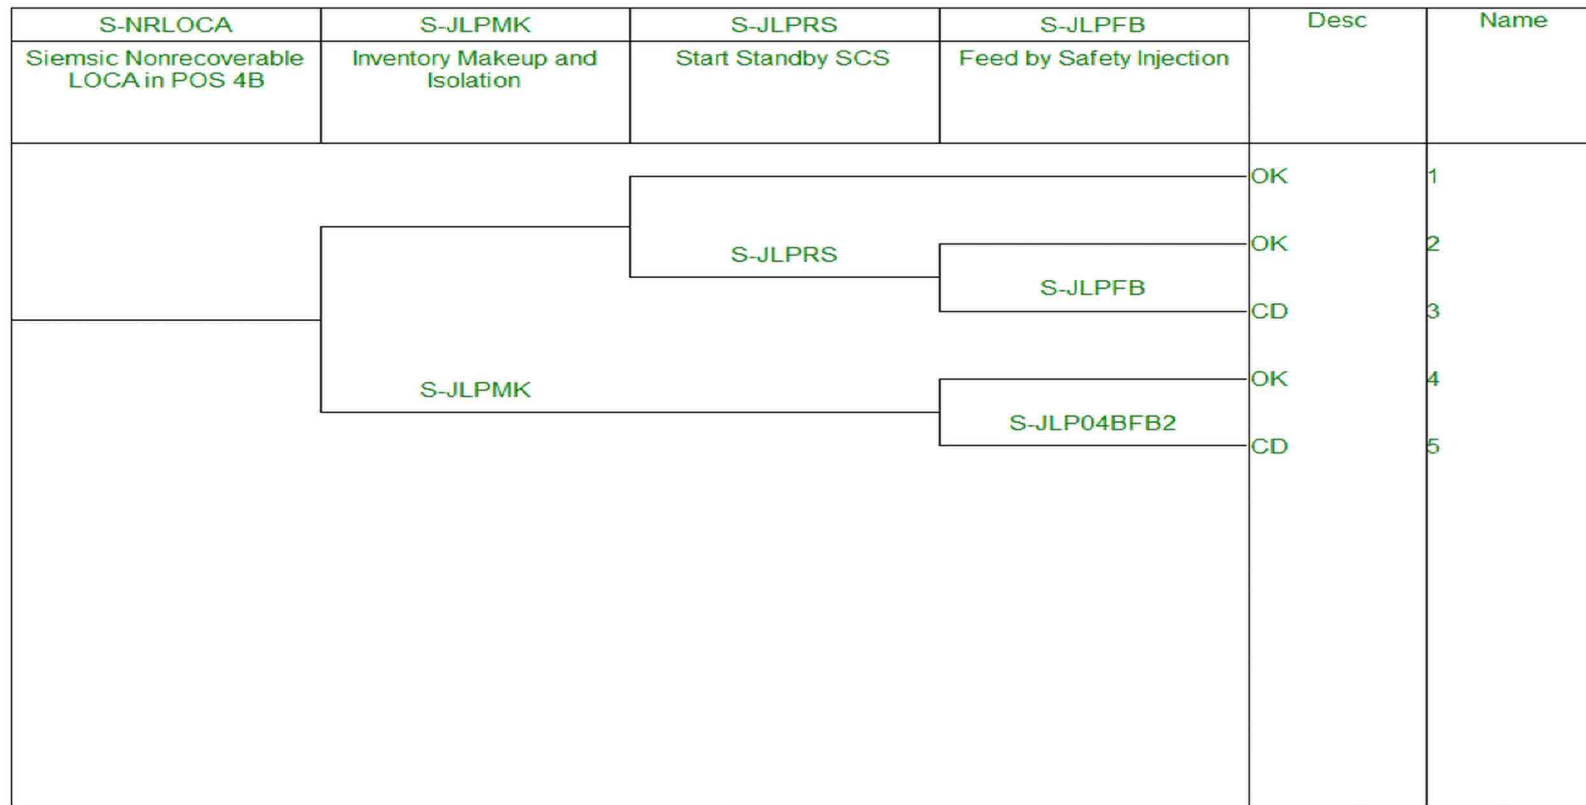 S-NRLOCA S-JLPMK S-JLPRS S-JLPFB Desc Name
Siemsic Nonrecoverable Inventory Makeup and Start Standby SCS Feed by Safety Injection
LOCA in POS 4B Isolation
OK 1
OK 2
S-JLPRS
S-JLPFB
CD 3
OK 4
S-JLPMK
S-JLP04BFB2
CD 5